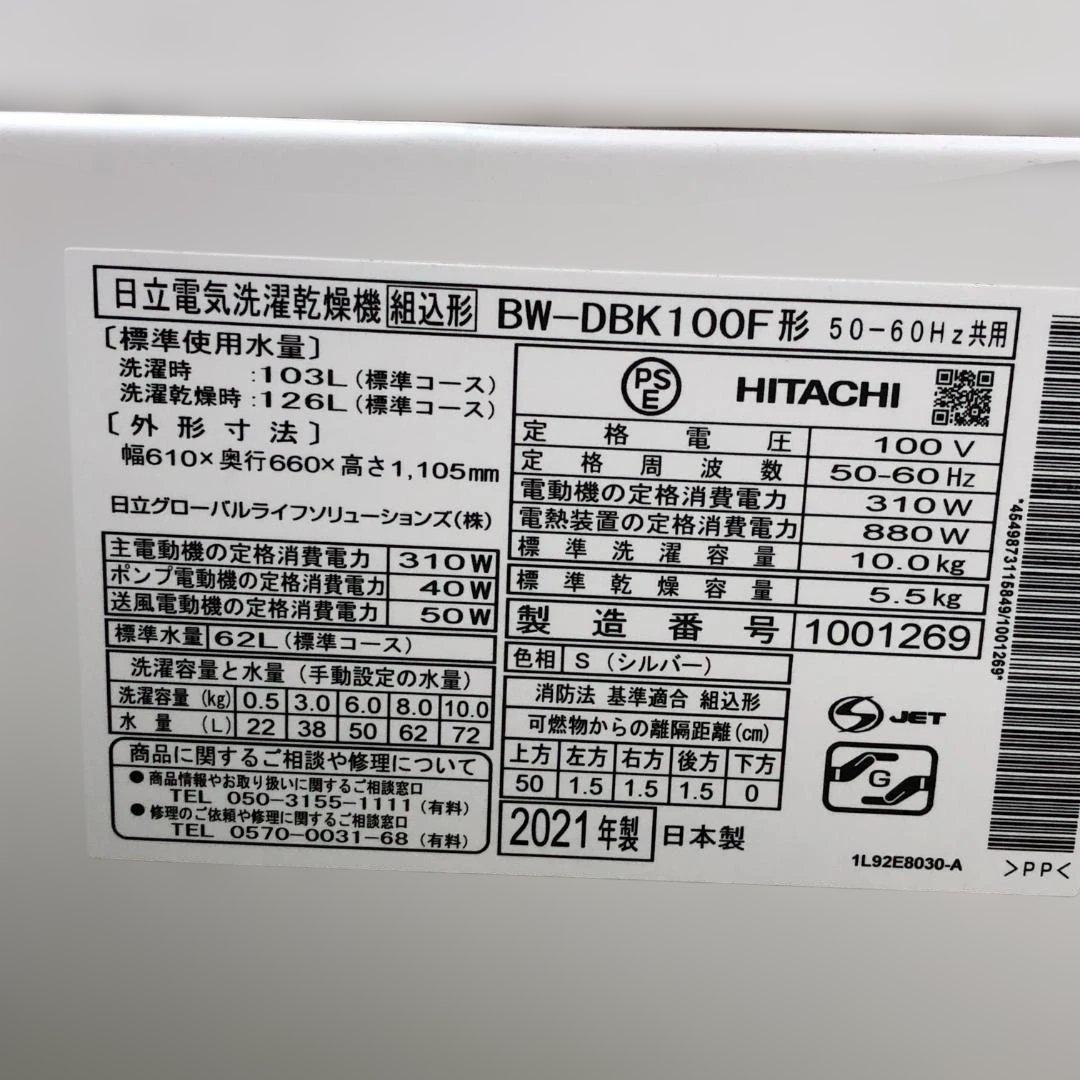 日立電気洗濯乾燥機 組込形 BW-DBK100F形 50-60Hz共用
〔標準使用水量〕
洗濯時 :103L(標準コース)
洗濯乾燥時:126L(標準コース)
〔外形寸法〕
幅610×奥行660×高さ1,105mm
日立グローバルライフソリューションズ(株)
主電動機の定格消費電力 310W
ポンプ電動機の定格消費電力 40W
送風電動機の定格消費電力 50W
標準水量 62L(標準コース)
洗濯容量と水量(手動設定の水量)
洗濯容量(kg) 0.5 3.0 6.0 8.0 10.0
水量(L) 22 38 50 62 72
商品に関するご相談や修理について
●商品情報やお取り扱いに関するご相談窓口
TEL 050-3155-1111(有料)
●修理のご依頼や修理に関するご相談窓口
TEL 0570-0031-68(有料)
PS
E
HITACHI
定格電圧 100V
定格周波数 50-60Hz
電動機の定格消費電力 310W
電熱装置の定格消費電力 880W
標準洗濯容量 10.0kg
標準乾燥容量 5.5kg
製造番号 1001269
色相 S(シルバー)
消防法 基準適合 組込形
可燃物からの離隔距離(cm)
上方 左方 右方 後方 下方
50 1.5 1.5 1.5 0
2021年製 日本製
JET
G
1L92E8030-A
*4549873115849/1001269*
>PP<